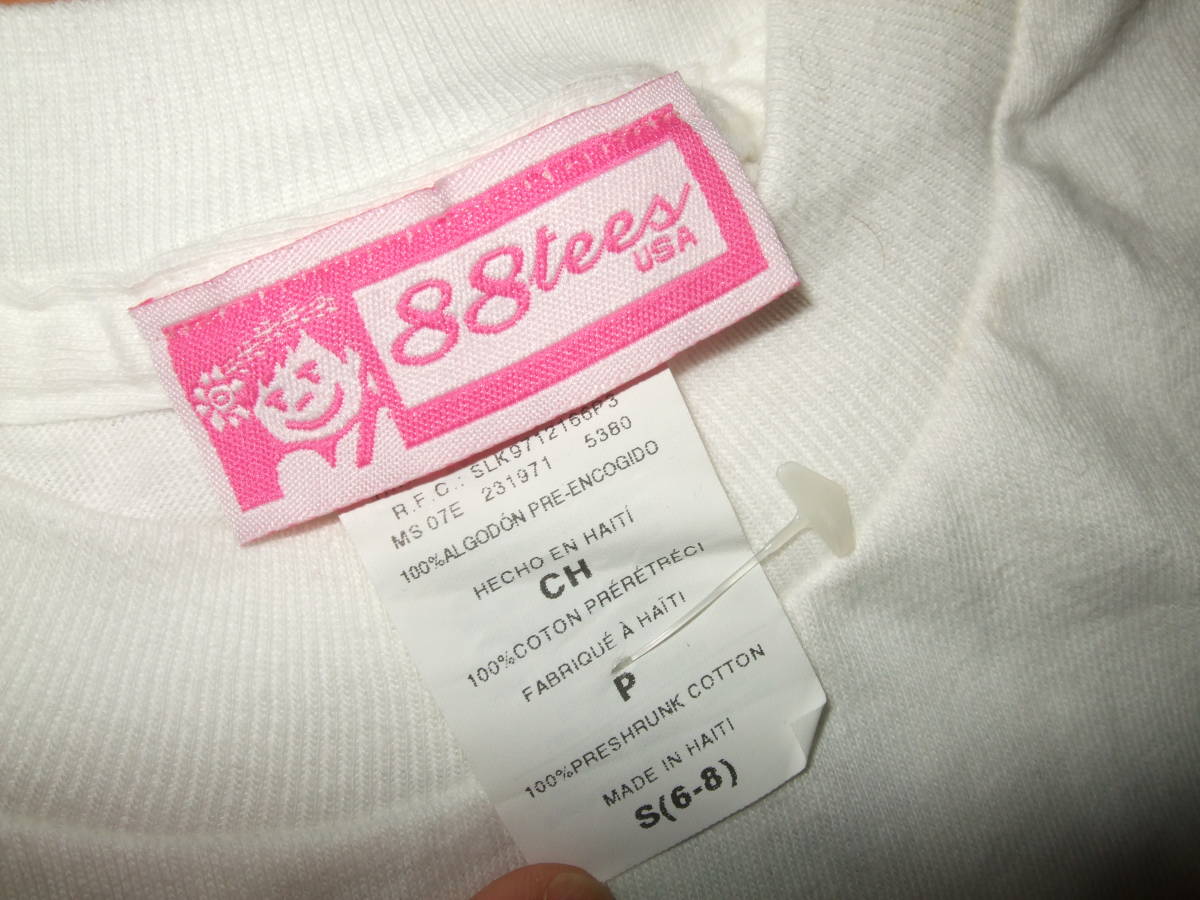 88tees
USA
R.F.C.: SLK9712166P3
MS 07E 231971 5380
100%ALGODÓN PRE-ENCOGIDO
HECHO EN HAITÍ
CH
100%COTON PRÉRÉTRÉCI
FABRIQUÉ À HAÏTI
P
100%PRESHRUNK COTTON
MADE IN HAITI
S(6-8)